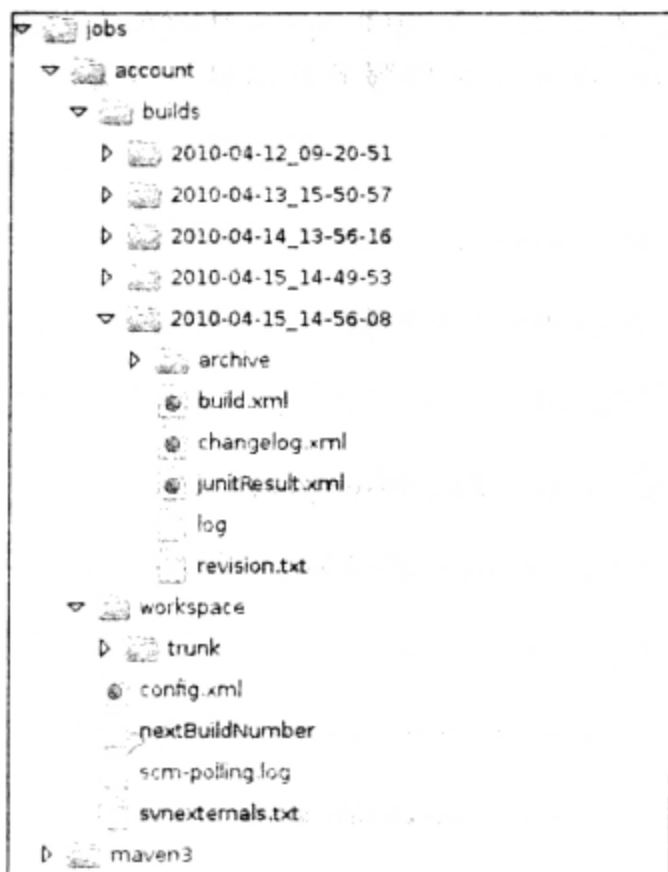 jobs
account
builds
2010-04-12_09-20-51
2010-04-13_15-50-57
2010-04-14_13-56-16
2010-04-15_14-49-53
2010-04-15_14-56-08
archive
build.xml
changelog.xml
junitResult.xml
log
revision.txt
workspace
trunk
config.xml
nextBuildNumber
scm-polling.log
svnexternals.txt
maven3